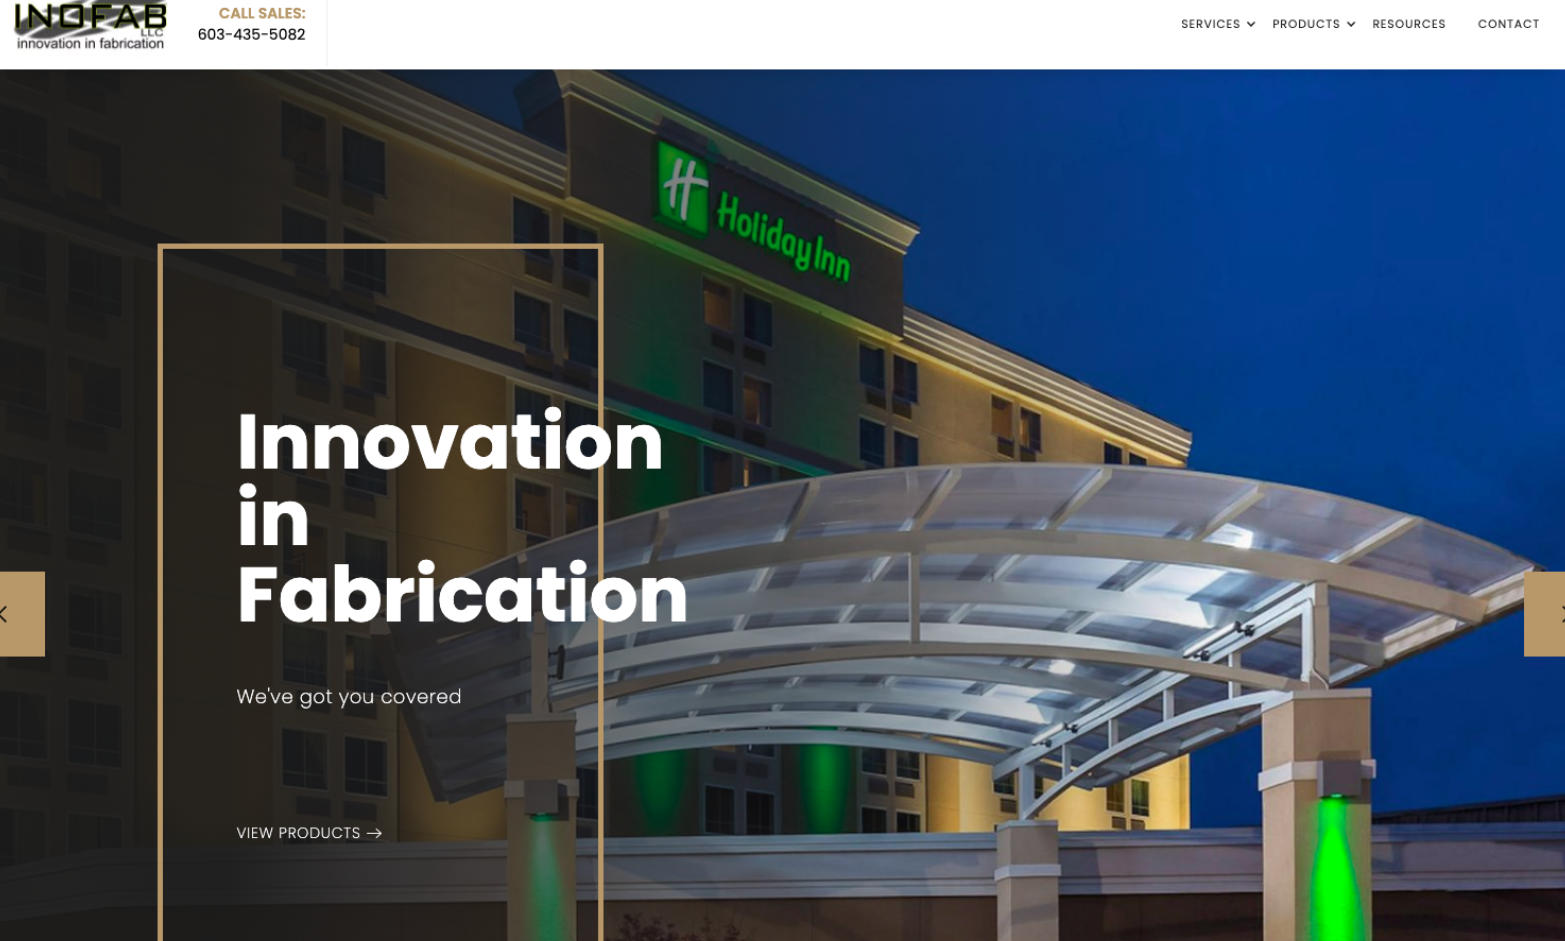 INOFAB
LLC
innovation in fabrication
CALL SALES:
603-435-5082
SERVICES
PRODUCTS
RESOURCES
CONTACT
H
Holiday Inn
Innovation
in
Fabrication
We've got you covered
VIEW PRODUCTS →